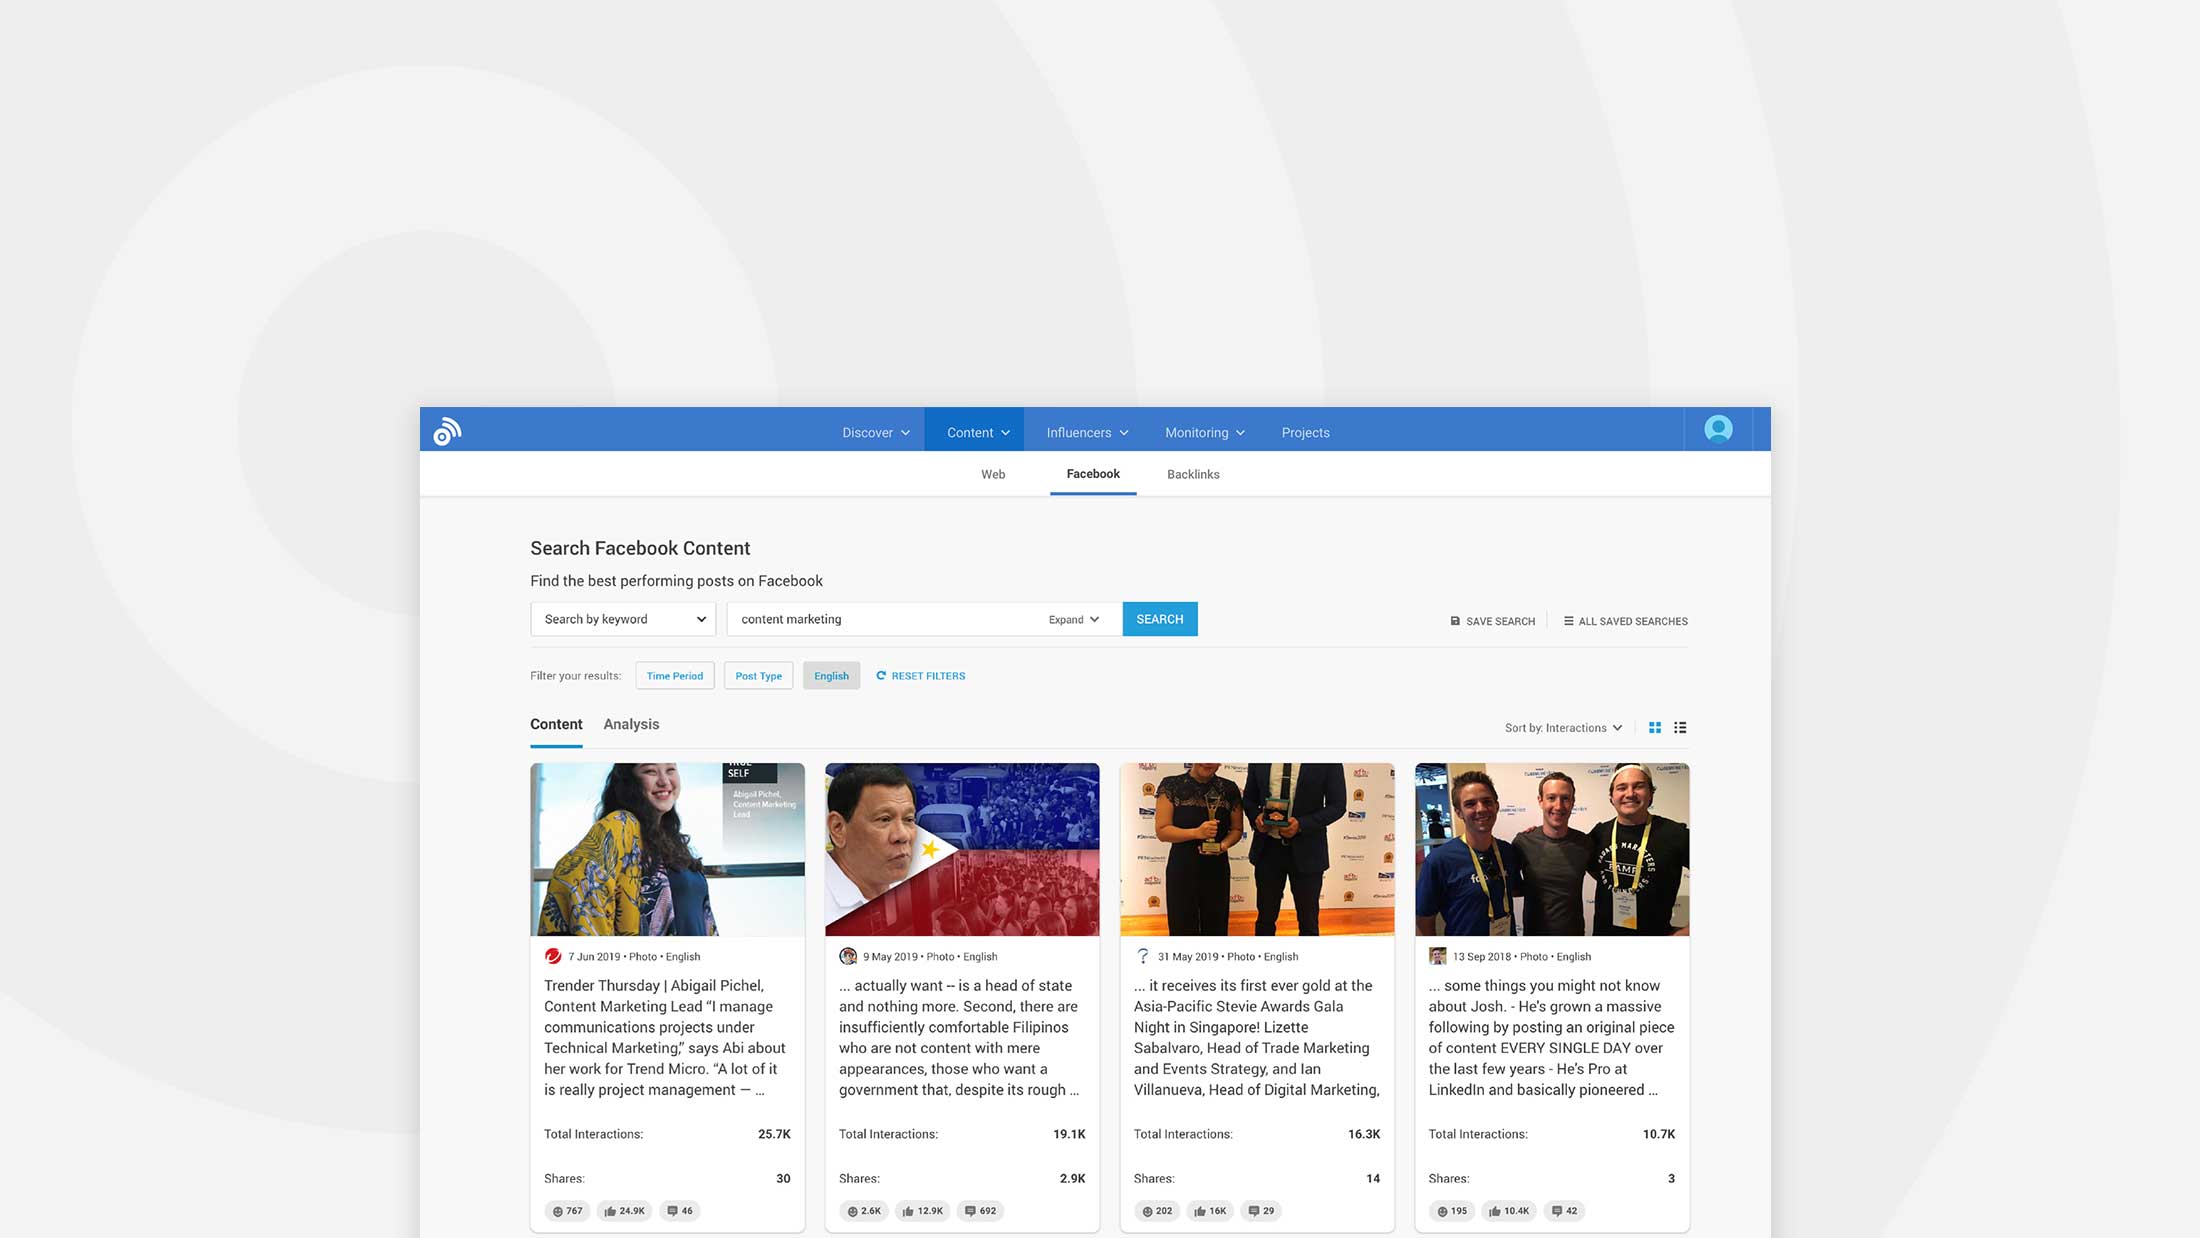 Discover
Content
Influencers
Monitoring
Projects
Web
Facebook
Backlinks
Search Facebook Content
Find the best performing posts on Facebook
Search by keyword
content marketing
Expand
SEARCH
SAVE SEARCH
ALL SAVED SEARCHES
Filter your results:
Time Period
Post Type
English
RESET FILTERS
Content
Analysis
Sort by: Interactions
SELF
Abigail Pichel,
Content Marketing
Lead
7 Jun 2019 • Photo • English
Trender Thursday | Abigail Pichel,
Content Marketing Lead “I manage
communications projects under
Technical Marketing,” says Abi about
her work for Trend Micro. “A lot of it
is really project management — ...
Total Interactions: 25.7K
Shares: 30
767 24.9K 46
9 May 2019 • Photo • English
... actually want -- is a head of state
and nothing more. Second, there are
insufficiently comfortable Filipinos
who are not content with mere
appearances, those who want a
government that, despite its rough ...
Total Interactions: 19.1K
Shares: 2.9K
2.6K 12.9K 692
31 May 2019 • Photo • English
... it receives its first ever gold at the
Asia-Pacific Stevie Awards Gala
Night in Singapore! Lizette
Sabalvaro, Head of Trade Marketing
and Events Strategy, and Ian
Villanueva, Head of Digital Marketing,
Total Interactions: 16.3K
Shares: 14
202 16K 29
13 Sep 2018 • Photo • English
... some things you might not know
about Josh. - He's grown a massive
following by posting an original piece
of content EVERY SINGLE DAY over
the last few years - He's Pro at
LinkedIn and basically pioneered ...
Total Interactions: 10.7K
Shares: 3
195 10.4K 42